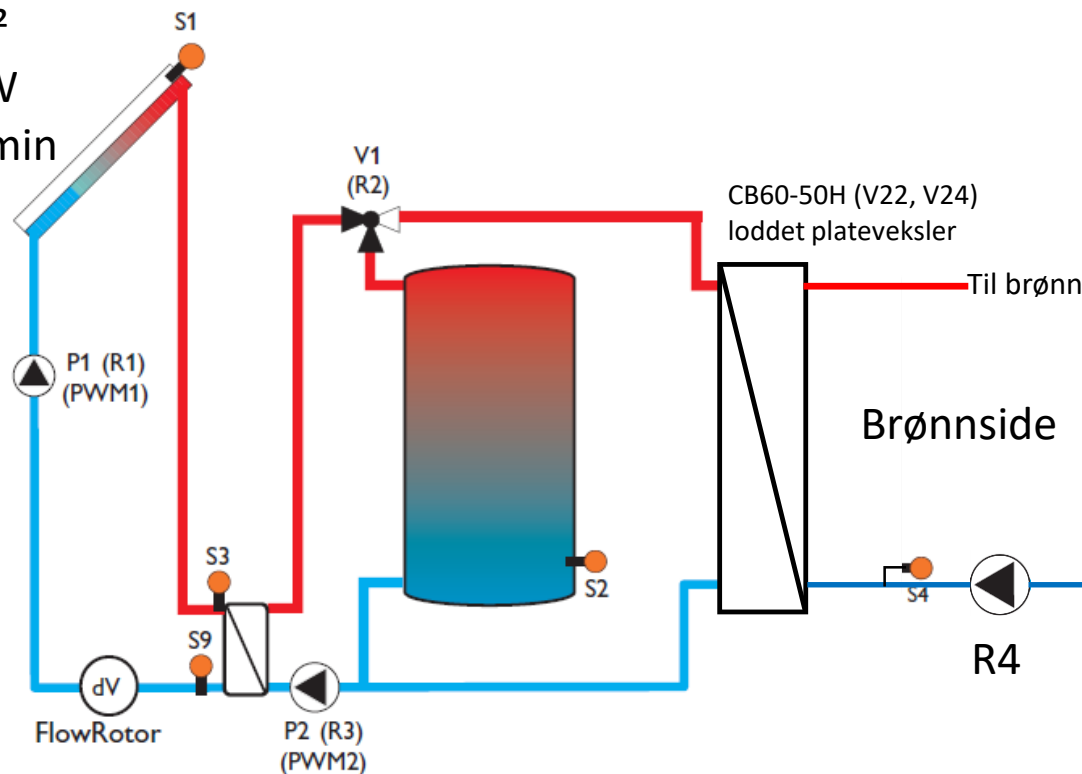 2
S1
W
min
V1
(R2)
CB60-50H (V22, V24)
loddet plateveksler
Til brønn
P1 (R1)
(PWM1)
Brønnside
S3
S2
S4
S9
R4
dV
FlowRotor
P2 (R3)
(PWM2)